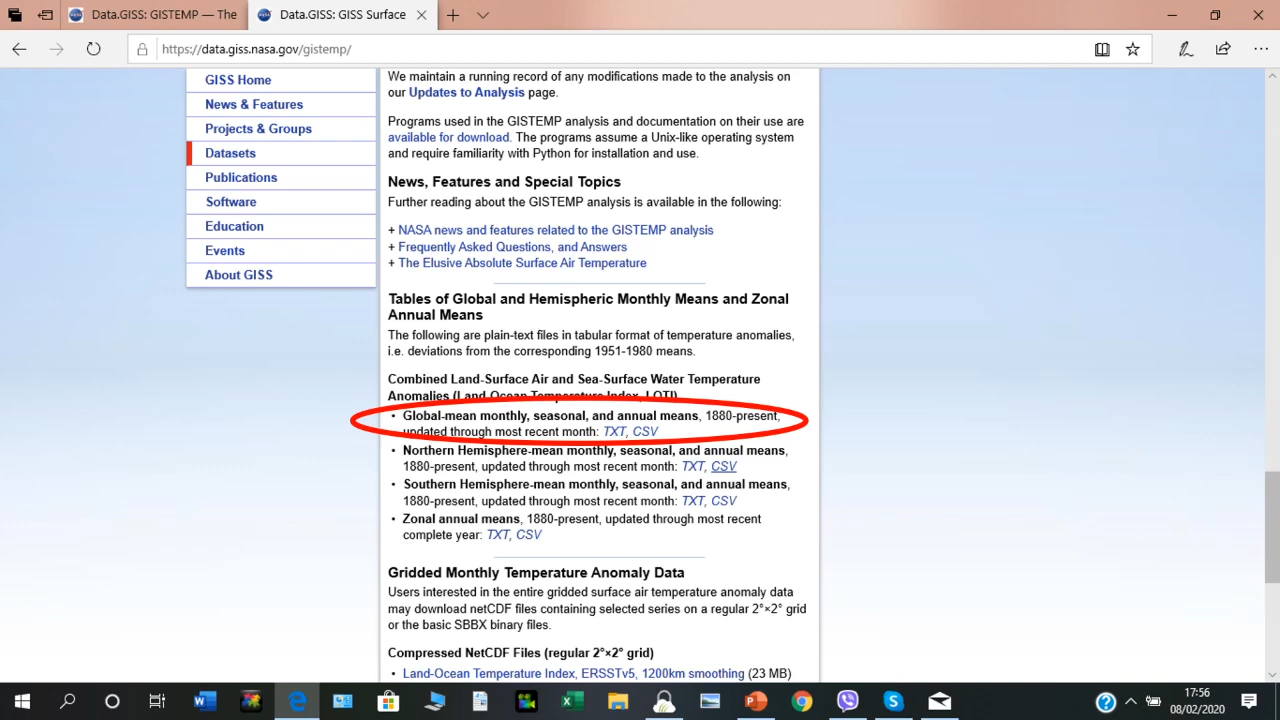 Data.GISS: GISTEMP — The
Data.GISS: GISS Surface
https://data.giss.nasa.gov/gistemp/
GISS Home
News & Features
Projects & Groups
Datasets
Publications
Software
Education
Events
About GISS
We maintain a running record of any modifications made to the analysis on
our Updates to Analysis page.
Programs used in the GISTEMP analysis and documentation on their use are
available for download. The programs assume a Unix-like operating system
and require familiarity with Python for installation and use.
News, Features and Special Topics
Further reading about the GISTEMP analysis is available in the following:
+ NASA news and features related to the GISTEMP analysis
+ Frequently Asked Questions, and Answers
+ The Elusive Absolute Surface Air Temperature
Tables of Global and Hemispheric Monthly Means and Zonal
Annual Means
The following are plain-text files in tabular format of temperature anomalies,
i.e. deviations from the corresponding 1951-1980 means.
Combined Land-Surface Air and Sea-Surface Water Temperature
Anomalies (Land-Ocean Temperature Index, LOTI)
• Global-mean monthly, seasonal, and annual means, 1880-present,
updated through most recent month: TXT, CSV
• Northern Hemisphere-mean monthly, seasonal, and annual means,
1880-present, updated through most recent month: TXT, CSV
• Southern Hemisphere-mean monthly, seasonal, and annual means,
1880-present, updated through most recent month: TXT, CSV
• Zonal annual means, 1880-present, updated through most recent
complete year: TXT, CSV
Gridded Monthly Temperature Anomaly Data
Users interested in the entire gridded surface air temperature anomaly data
may download netCDF files containing selected series on a regular 2°×2° grid
or the basic SBBX binary files.
Compressed NetCDF Files (regular 2°×2° grid)
• Land-Ocean Temperature Index, ERSSTv5, 1200km smoothing (23 MB)
17:56
08/02/2020